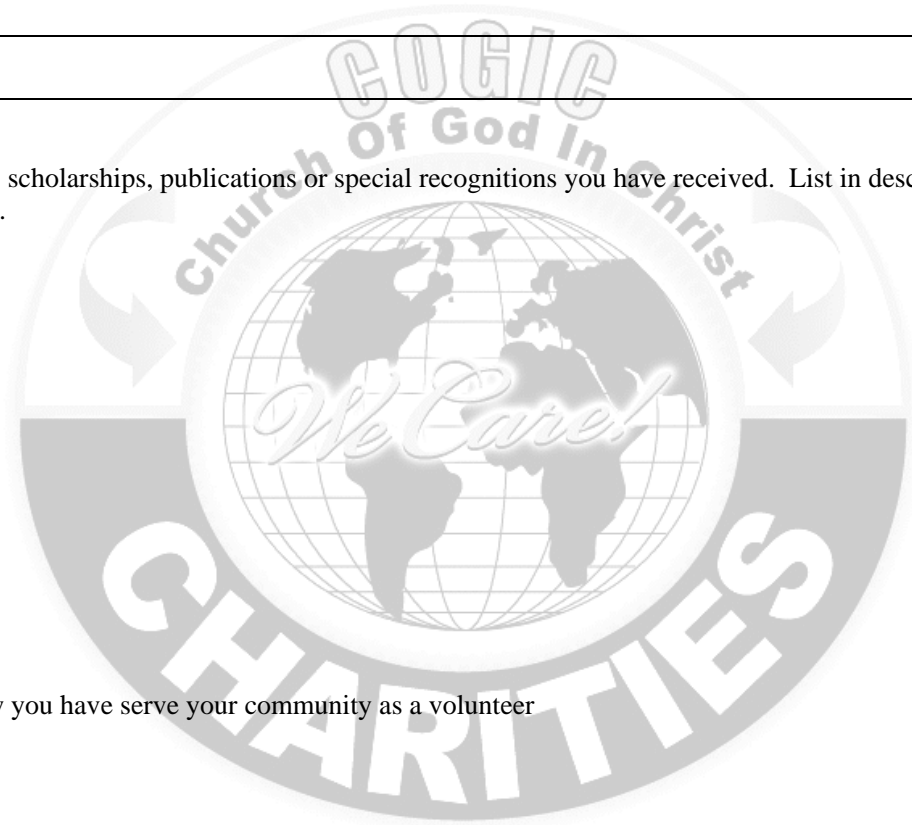 COGIC
Church Of God In Christ
scholarships, publications or special recognitions you have received. List in
.
We Care!
you have serve your community as a volunteer
CHARITIES